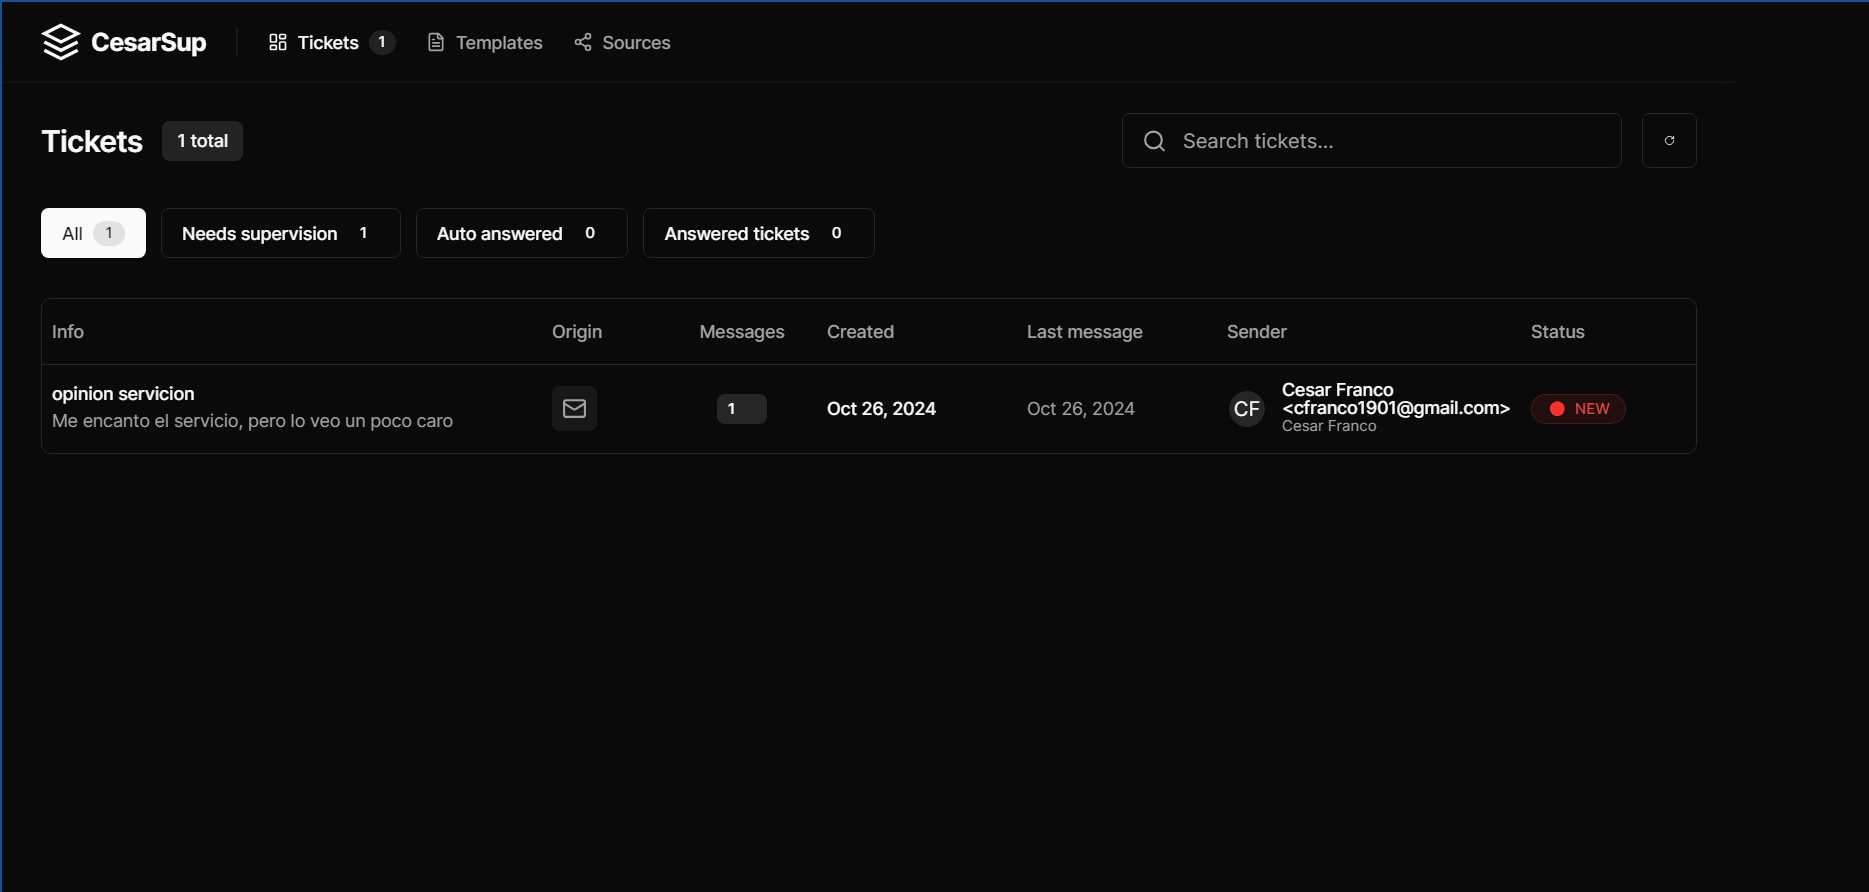 CesarSup
Tickets 1
Templates
Sources
Tickets 1 total
Search tickets...
All 1
Needs supervision 1
Auto answered 0
Answered tickets 0
Info Origin Messages Created Last message Sender Status
opinion servicion
Me encanto el servicio, pero lo veo un poco caro
1
Oct 26, 2024
Oct 26, 2024
CF
Cesar Franco
<cfranco1901@gmail.com>
Cesar Franco
NEW